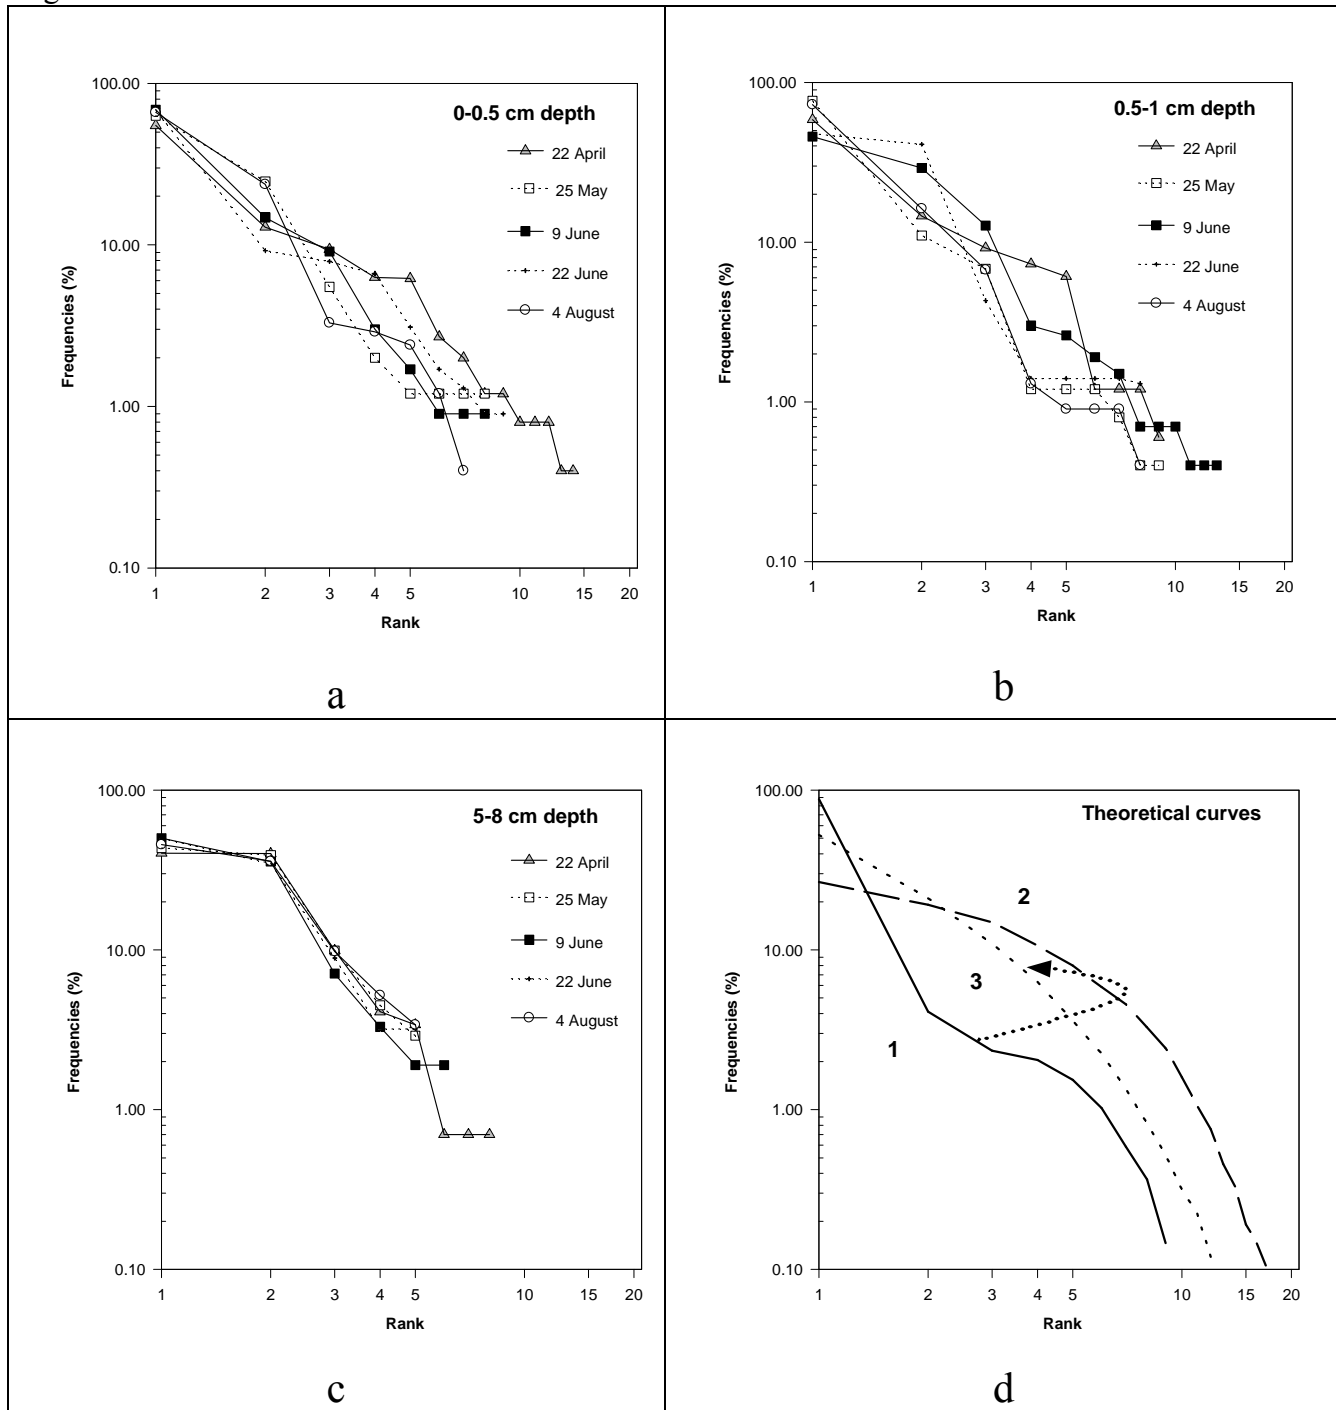 100.00
0-0.5 cm depth
22 April
25 May
9 June
22 June
4 August
10.00
1.00
0.10
Frequencies (%)
1 2 3 4 5 10 15 20
Rank
a
100.00
0.5-1 cm depth
22 April
25 May
9 June
22 June
4 August
10.00
1.00
0.10
Frequencies (%)
1 2 3 4 5 10 15 20
Rank
b
100.00
5-8 cm depth
22 April
25 May
9 June
22 June
4 August
10.00
1.00
0.10
Frequencies (%)
1 2 3 4 5 10 15 20
Rank
c
100.00
Theoretical curves
2
10.00
3
1
1.00
0.10
Frequencies (%)
1 2 3 4 5 10 15 20
Rank
d